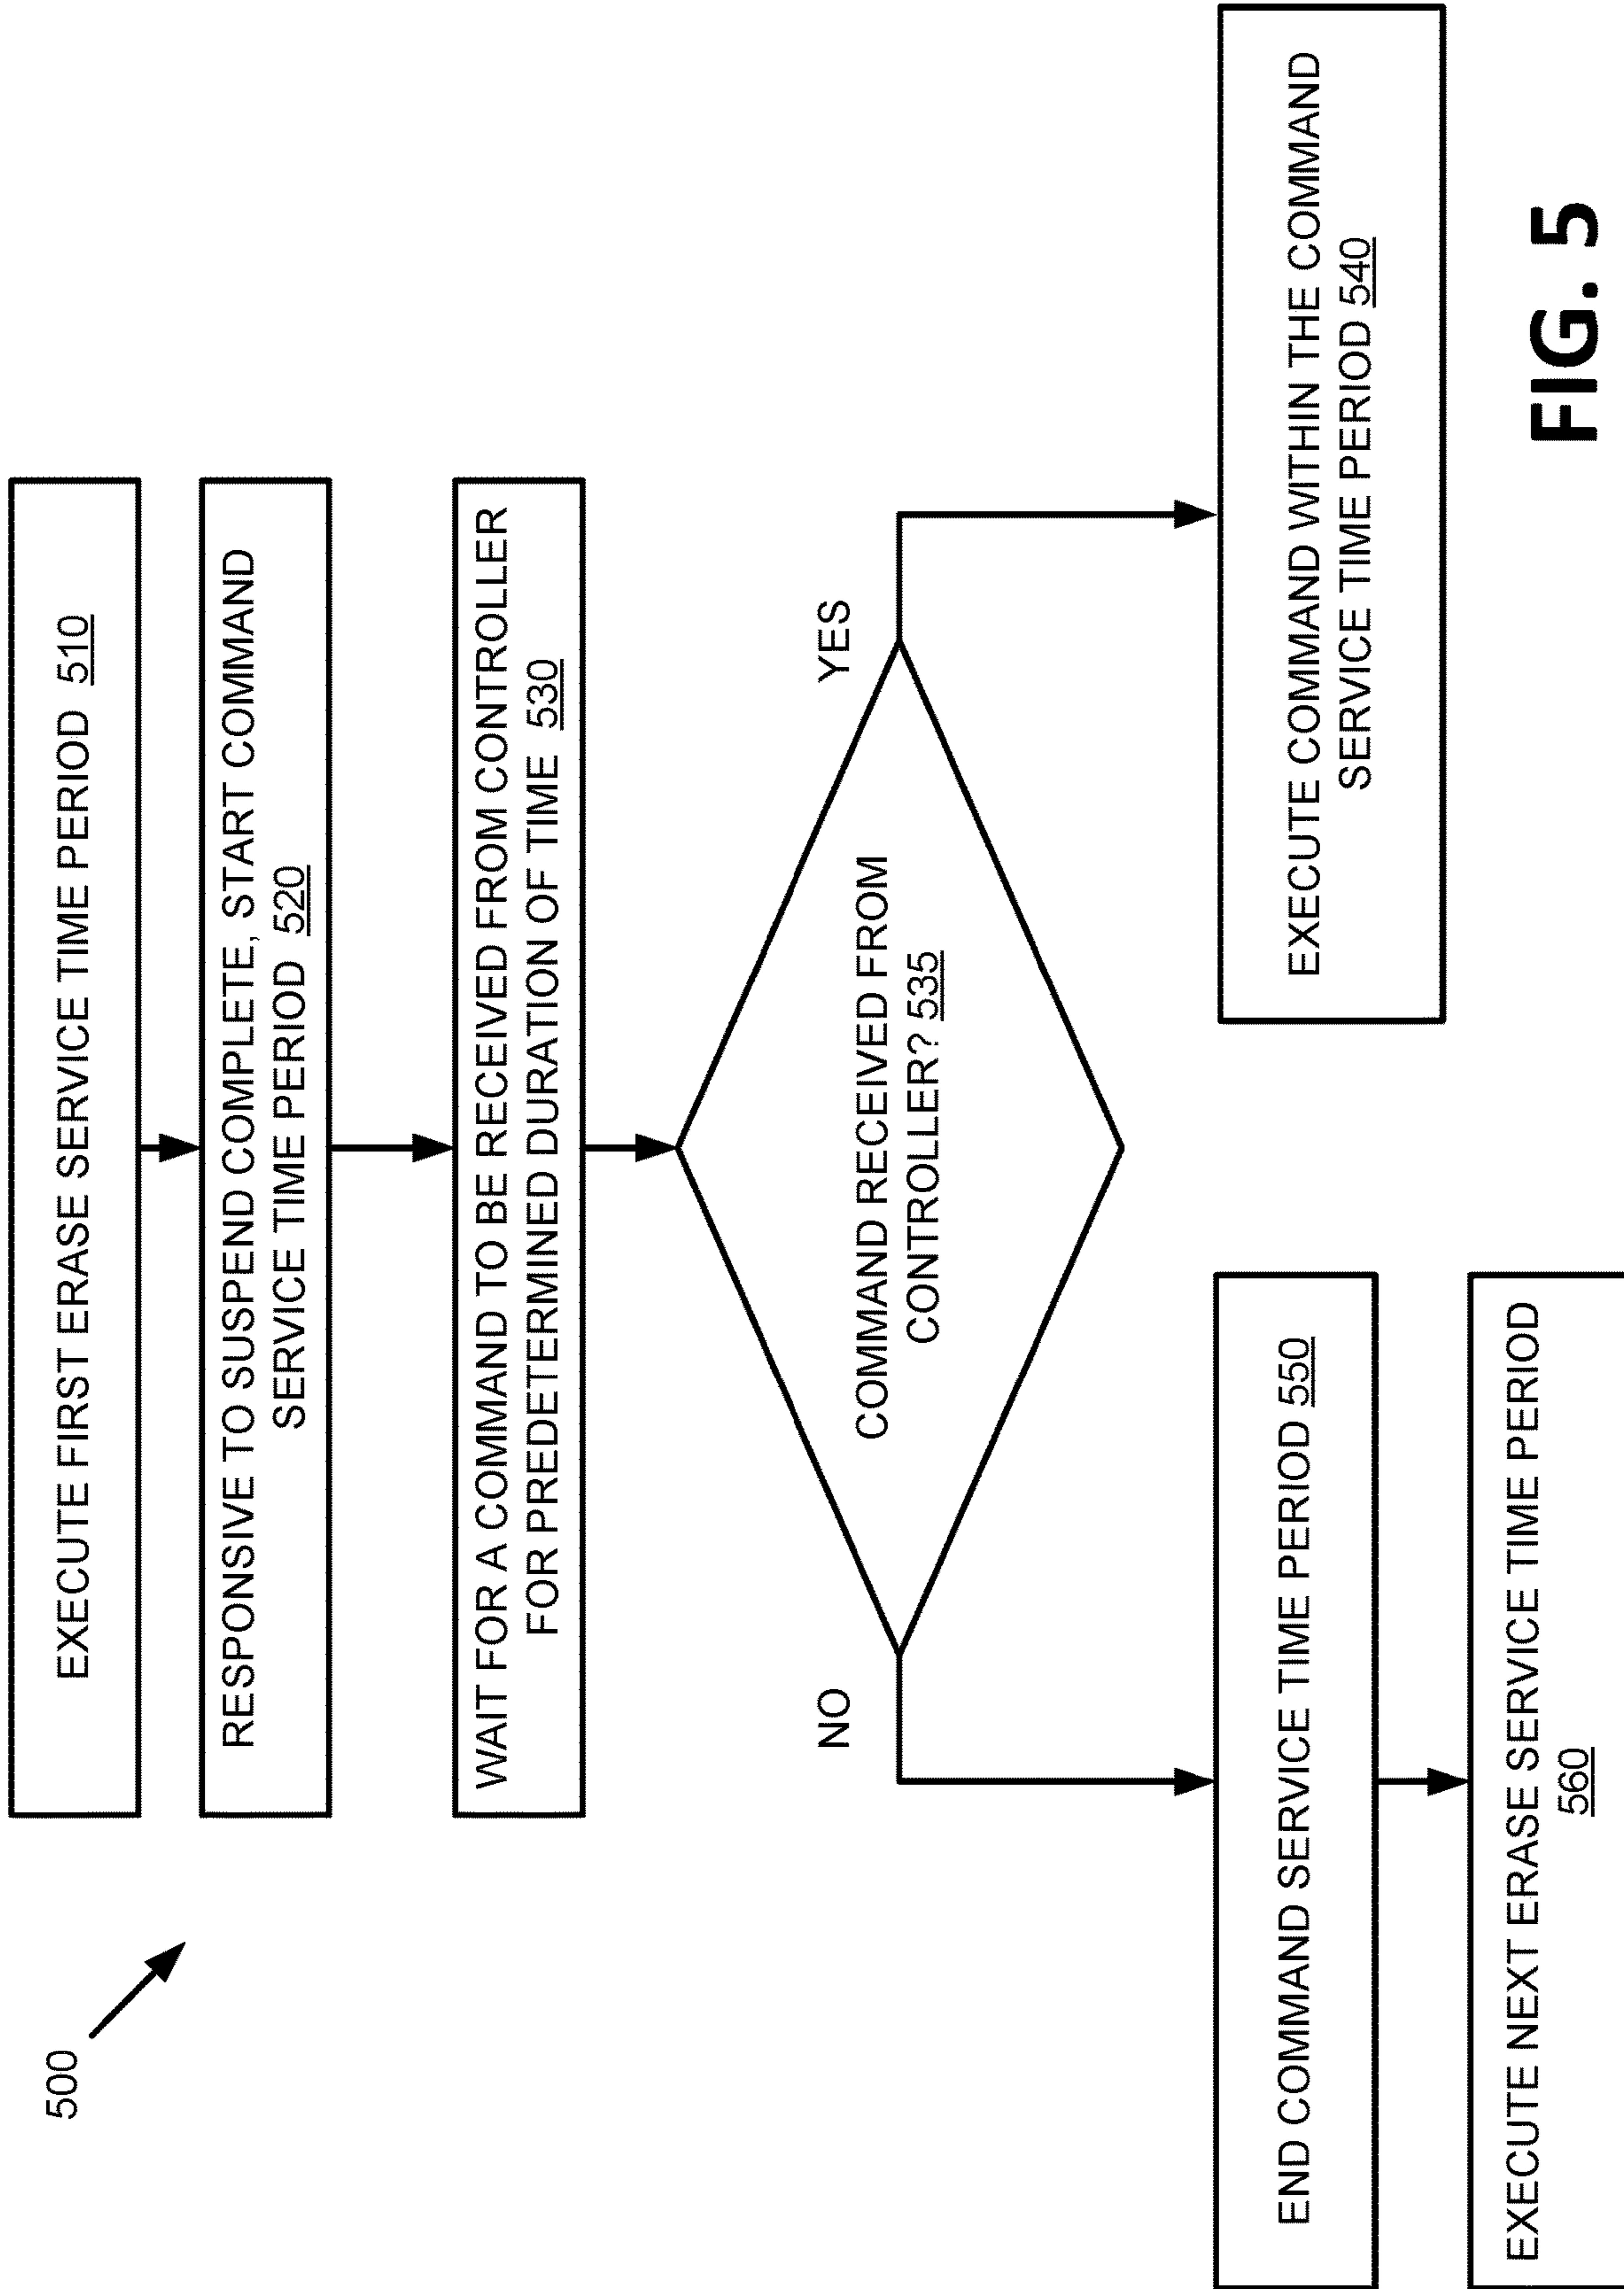 500
EXECUTE FIRST ERASE SERVICE TIME PERIOD 510
RESPONSIVE TO SUSPEND COMPLETE, START COMMAND
SERVICE TIME PERIOD 520
WAIT FOR A COMMAND TO BE RECEIVED FROM CONTROLLER
FOR PREDETERMINED DURATION OF TIME 530
COMMAND RECEIVED FROM
CONTROLLER? 535
NO
YES
END COMMAND SERVICE TIME PERIOD 550
EXECUTE COMMAND WITHIN THE COMMAND
SERVICE TIME PERIOD 540
EXECUTE NEXT ERASE SERVICE TIME PERIOD
560
FIG. 5